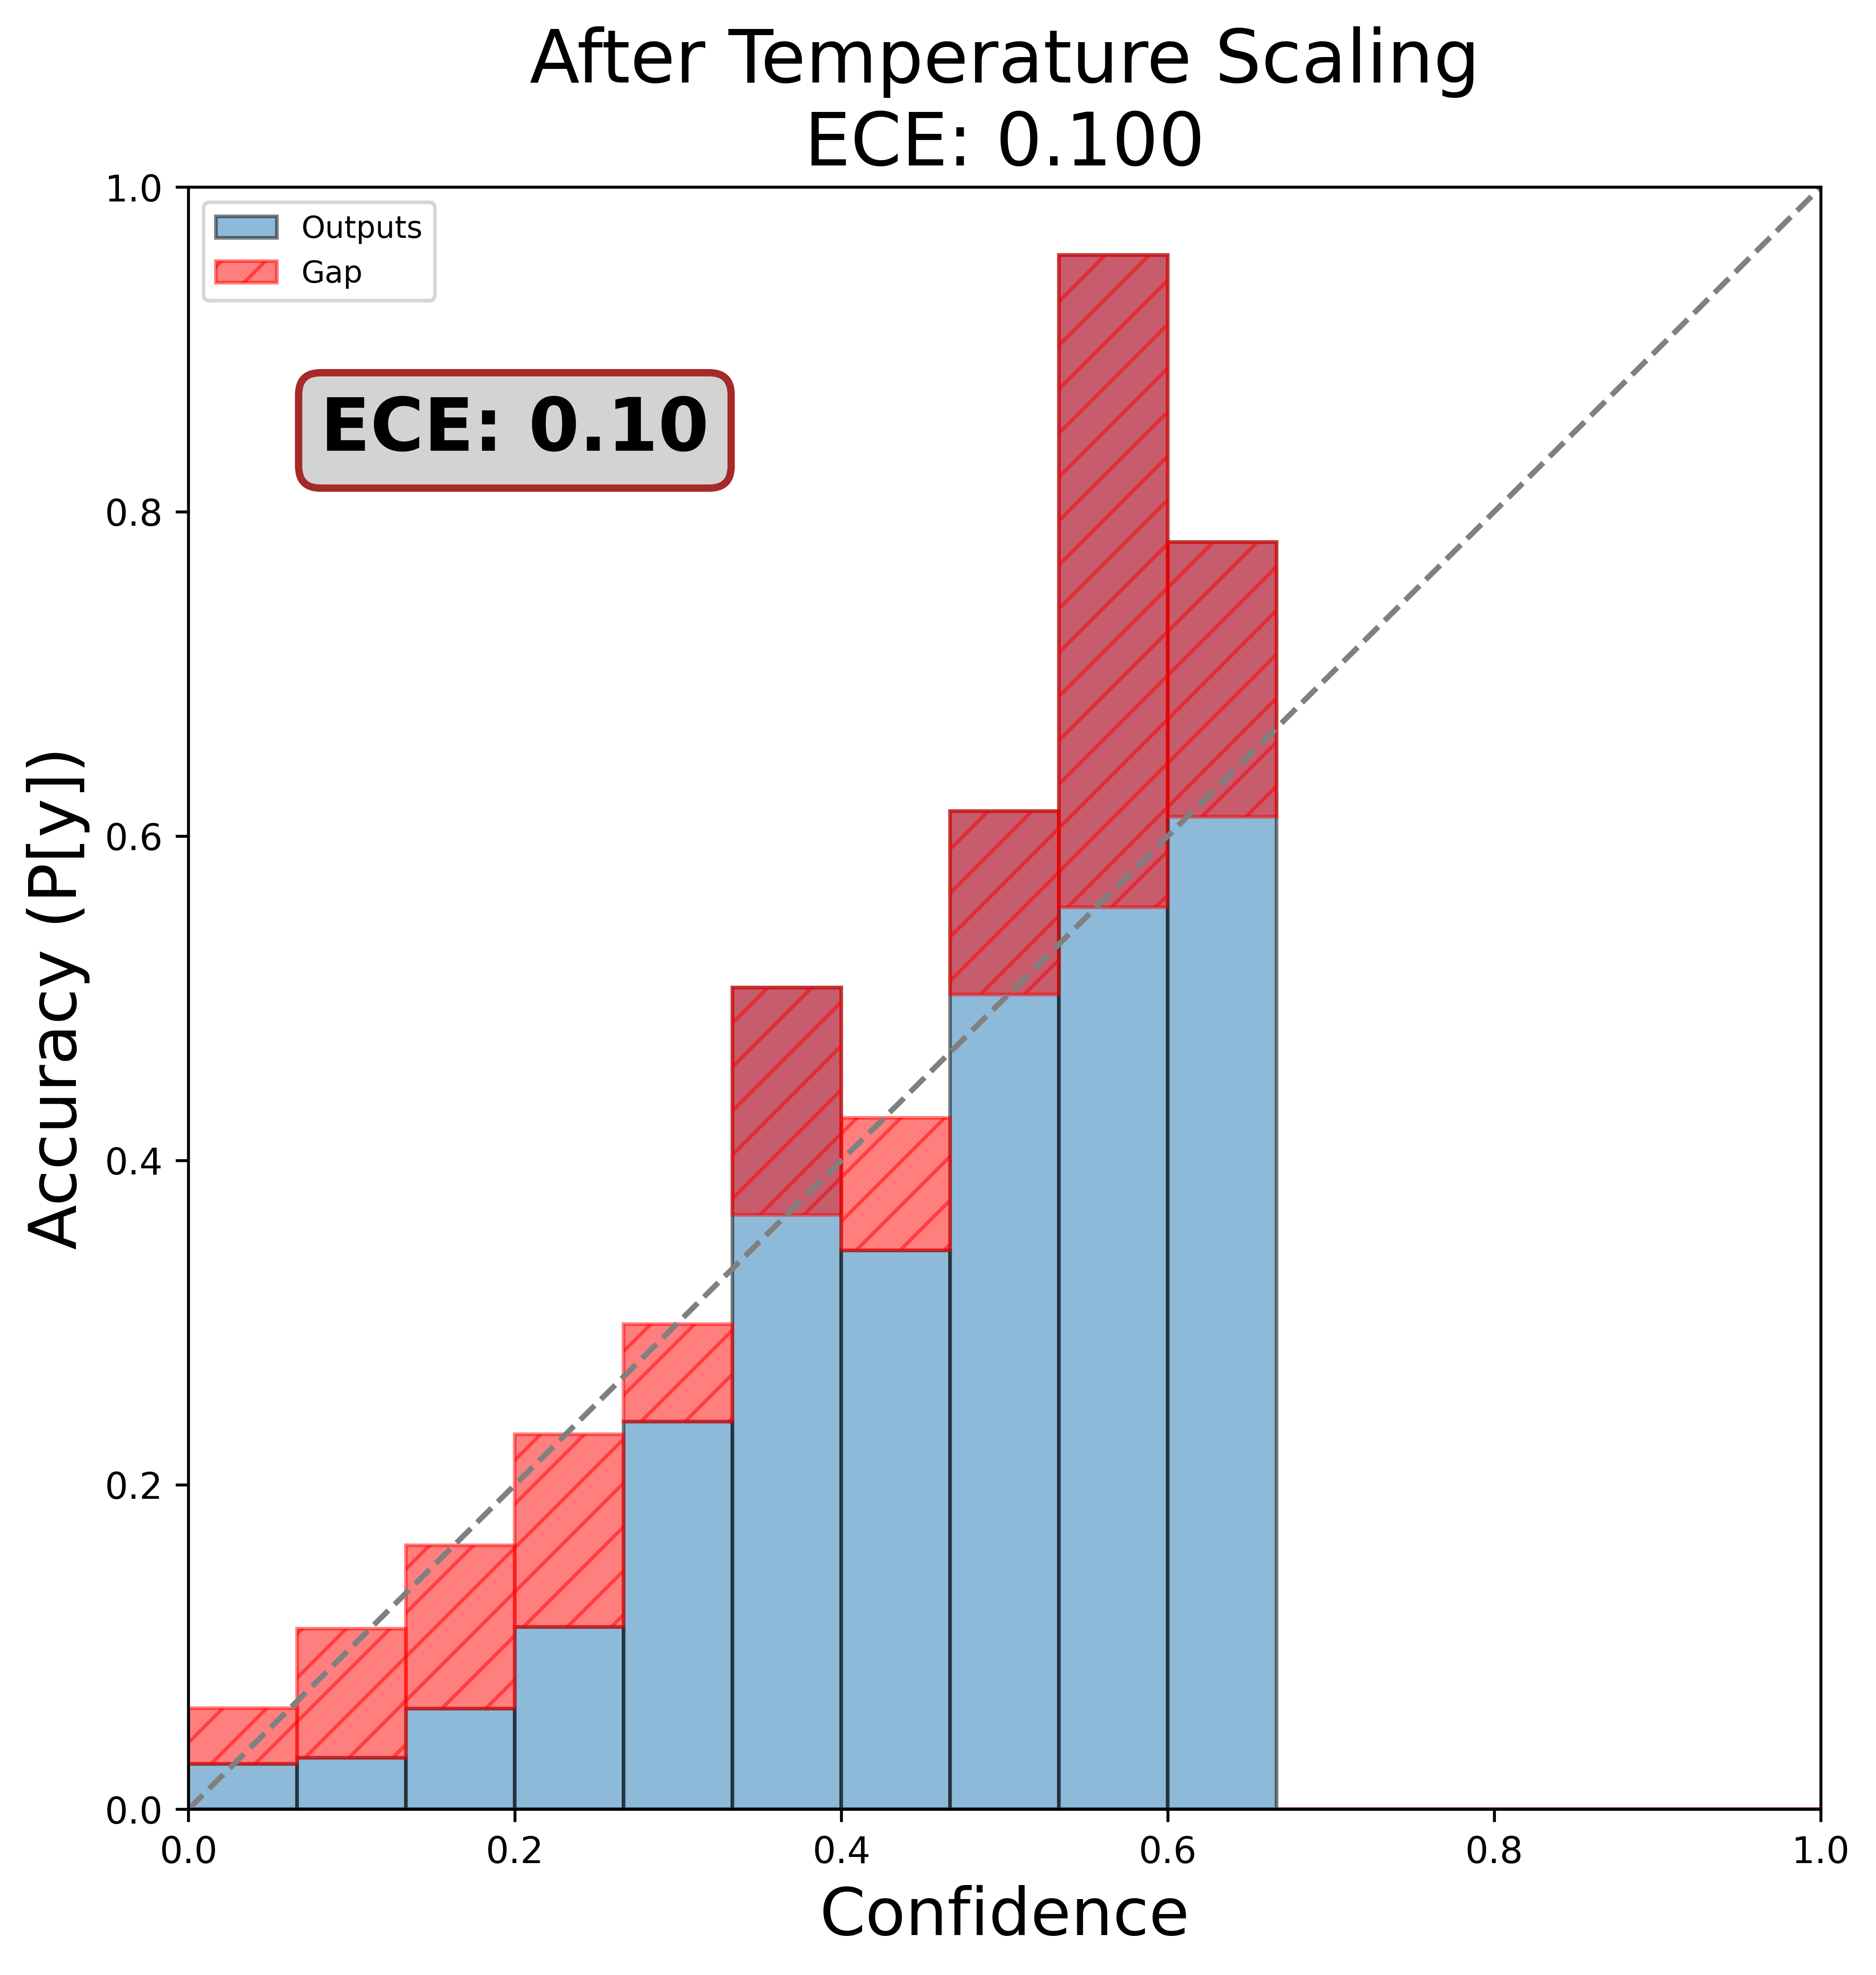 After Temperature Scaling
ECE: 0.100
1.0
Outputs
Gap
ECE: 0.10
0.8
0.6
0.4
0.2
0.0
Accuracy (P[y])
0.0 0.2 0.4 0.6 0.8 1.0
Confidence